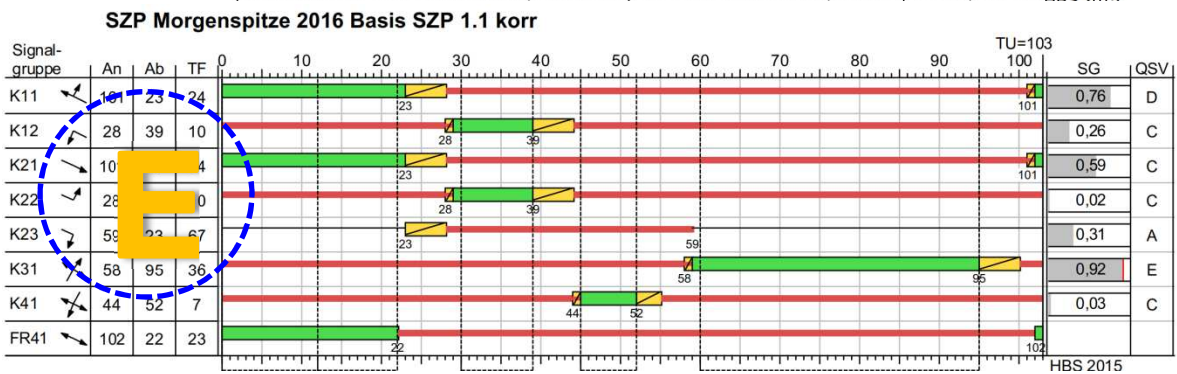 SZP Morgenspitze 2016 Basis SZP 1.1 korr
Signal-
gruppe An Ab TF 0 10 20 30 40 50 60 70 80 90 100 TU=103 SG QSV
K11 23 24 23 101 0,76 D
K12 28 39 10 28 39 0,26 C
K21 23 101 0,59 C
K22 28 28 39 0,02 C
K23 59 67 23 59 0,31 A
K31 58 95 36 58 95 0,92 E
K41 44 52 7 44 52 0,03 C
FR41 102 22 23 22 102
E
HBS 2015